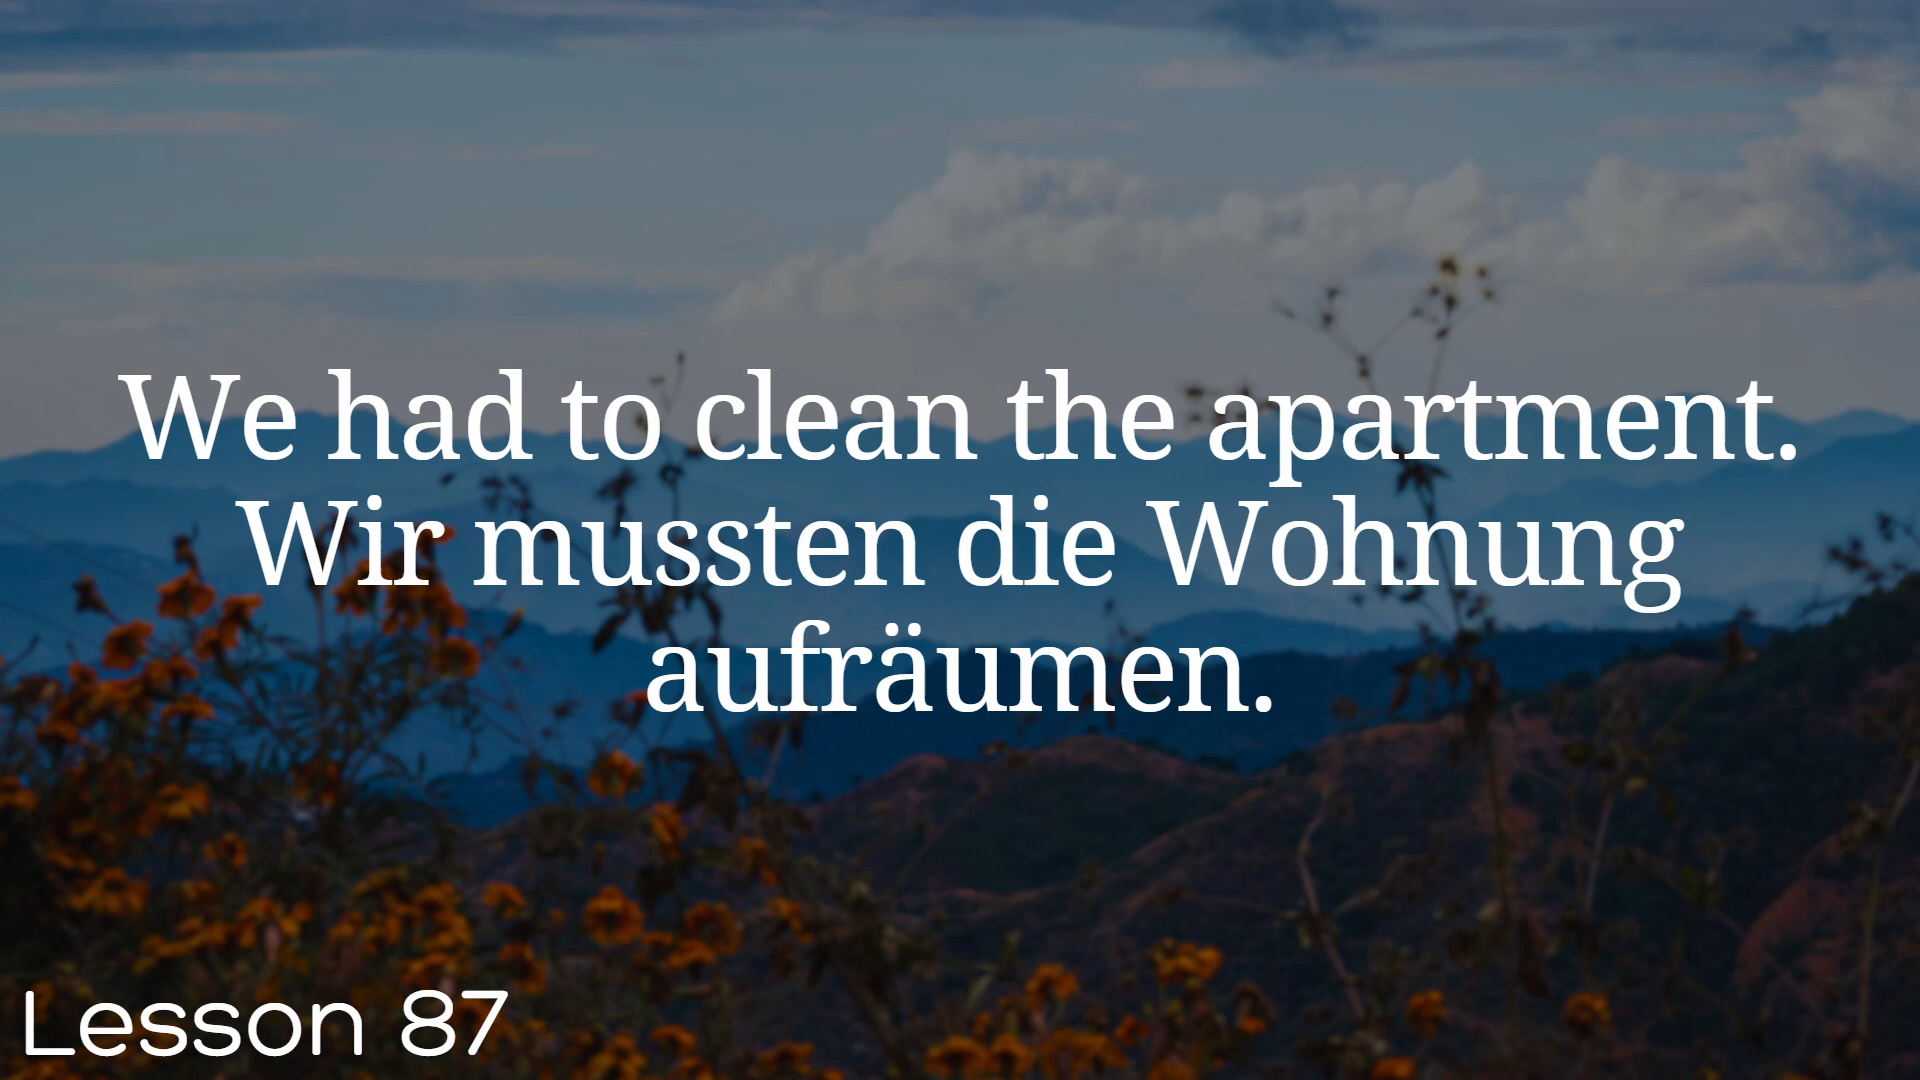 We had to clean the apartment.
Wir mussten die Wohnung
aufräumen.
Lesson 87